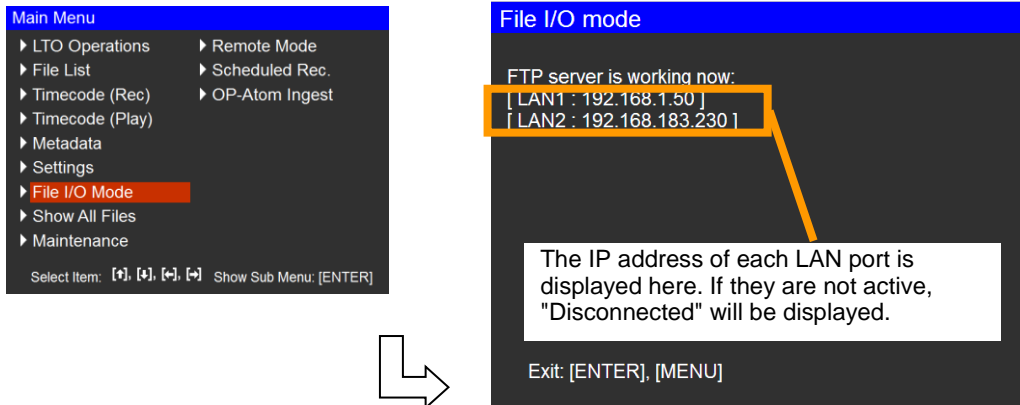 Main Menu
LTO Operations
File List
Timecode (Rec)
Timecode (Play)
Metadata
Settings
File I/O Mode
Show All Files
Maintenance
Remote Mode
Scheduled Rec.
OP-Atom Ingest
Select Item: [↑], [↓], [←], [→] Show Sub Menu: [ENTER]
File I/O mode
FTP server is working now:
[ LAN1 : 192.168.1.50 ]
[ LAN2 : 192.168.183.230 ]
The IP address of each LAN port is
displayed here. If they are not active,
"Disconnected" will be displayed.
Exit: [ENTER], [MENU]